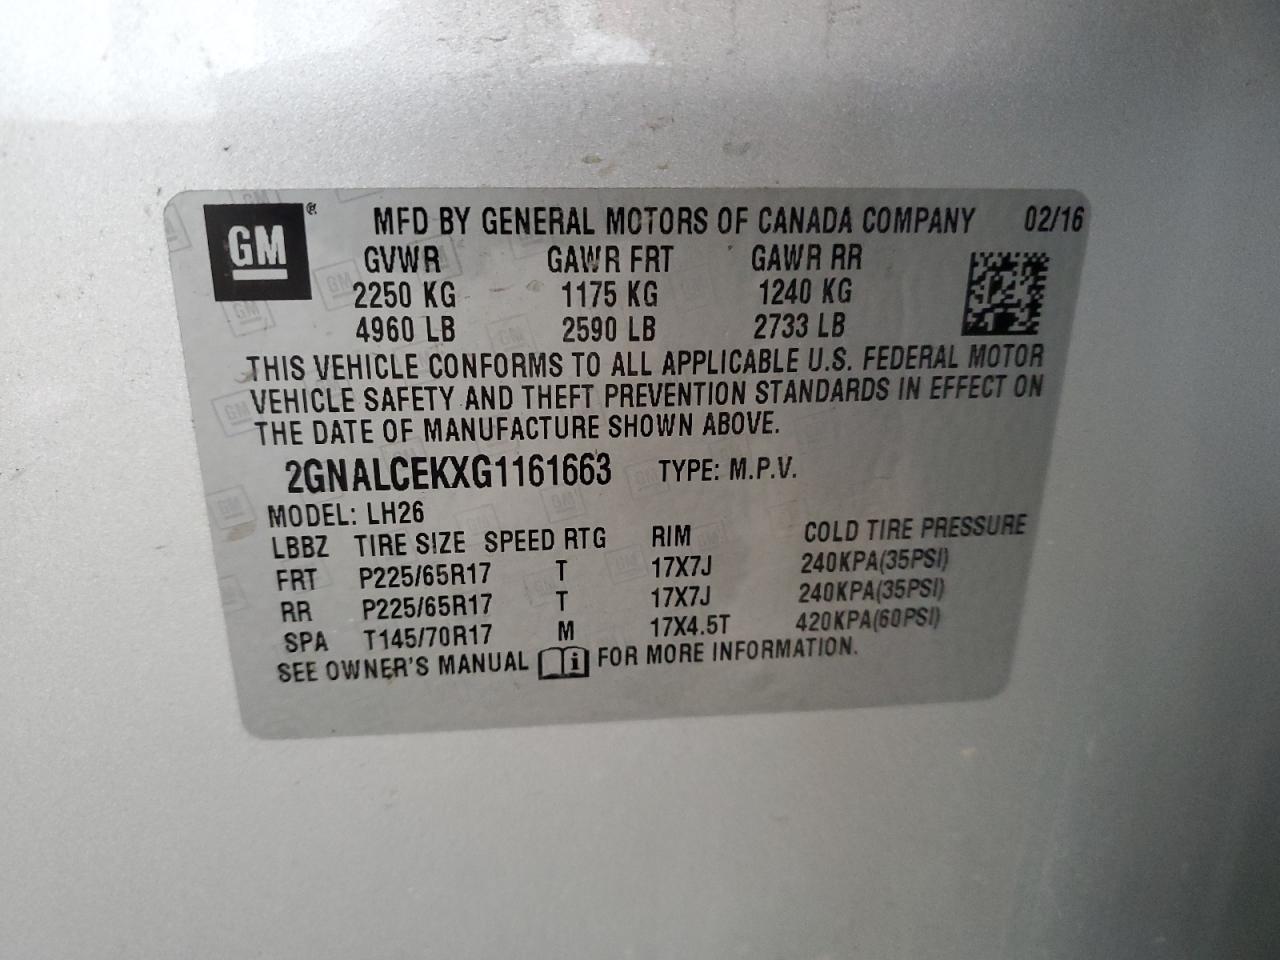 GM® MFD BY GENERAL MOTORS OF CANADA COMPANY 02/16
GVWR GAWR FRT GAWR RR
2250 KG 1175 KG 1240 KG
4960 LB 2590 LB 2733 LB
THIS VEHICLE CONFORMS TO ALL APPLICABLE U.S. FEDERAL MOTOR
VEHICLE SAFETY AND THEFT PREVENTION STANDARDS IN EFFECT ON
THE DATE OF MANUFACTURE SHOWN ABOVE.
2GNALCEKXG1161663 TYPE: M.P.V.
MODEL: LH26
LBBZ TIRE SIZE SPEED RTG RIM COLD TIRE PRESSURE
FRT P225/65R17 T 17X7J 240KPA(35PSI)
RR P225/65R17 T 17X7J 240KPA(35PSI)
SPA T145/70R17 M 17X4.5T 420KPA(60PSI)
SEE OWNER'S MANUAL i FOR MORE INFORMATION.